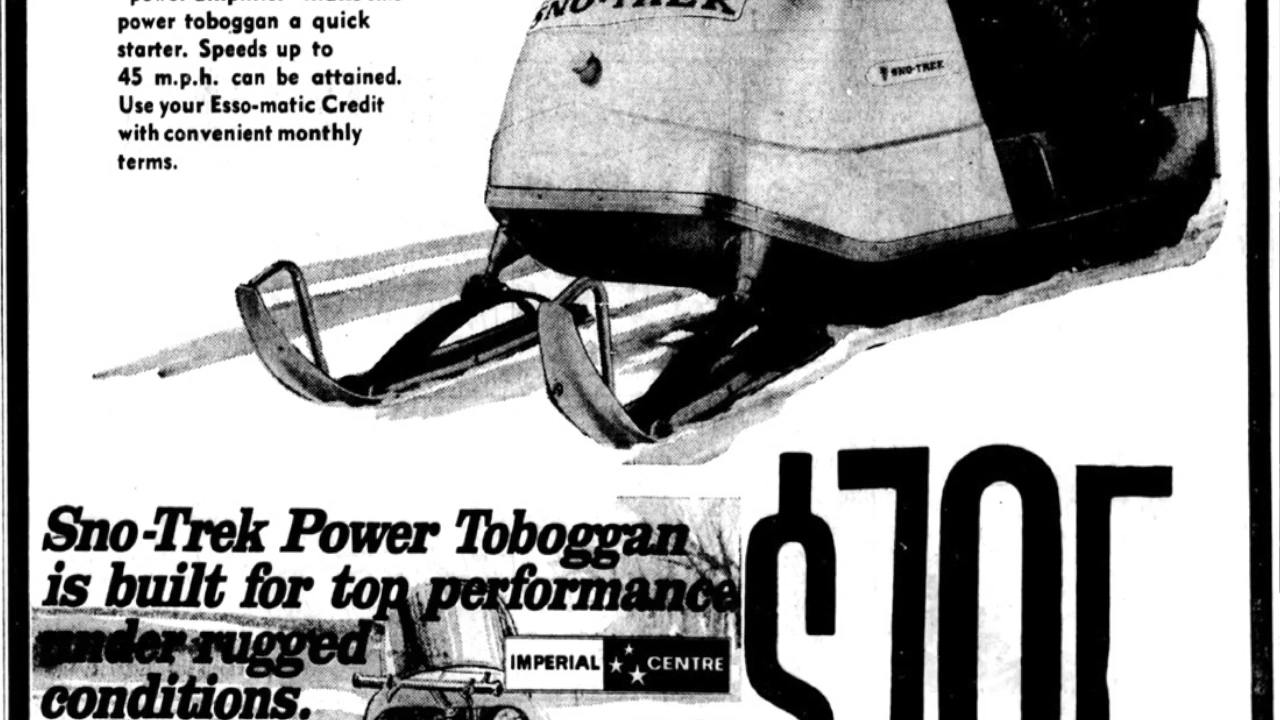 power toboggan a quick
starter. Speeds up to
45 m.p.h. can be attained.
Use your Esso-matic Credit
with convenient monthly
terms.
SNO-TREK
SNO-TREK
Sno-Trek Power Toboggan
is built for top performance
under rugged
conditions.
IMPERIAL CENTRE